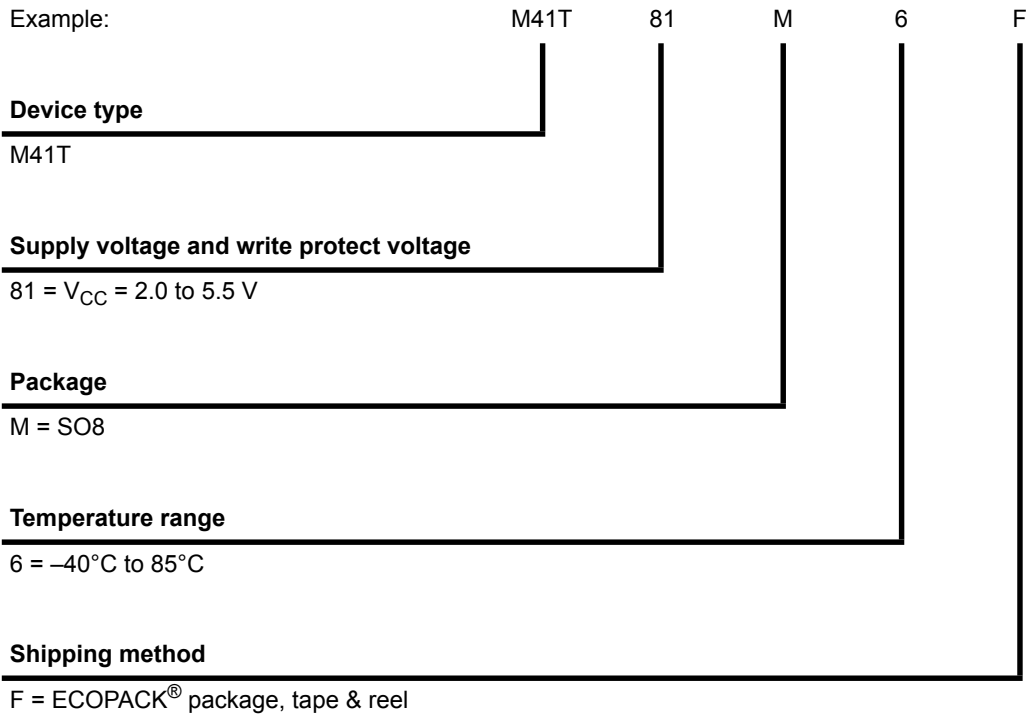 Example: M41T 81 M 6 F
Device type
M41T
Supply voltage and write protect voltage
81 = VCC = 2.0 to 5.5 V
Package
M = SO8
Temperature range
6 = –40°C to 85°C
Shipping method
F = ECOPACK® package, tape & reel